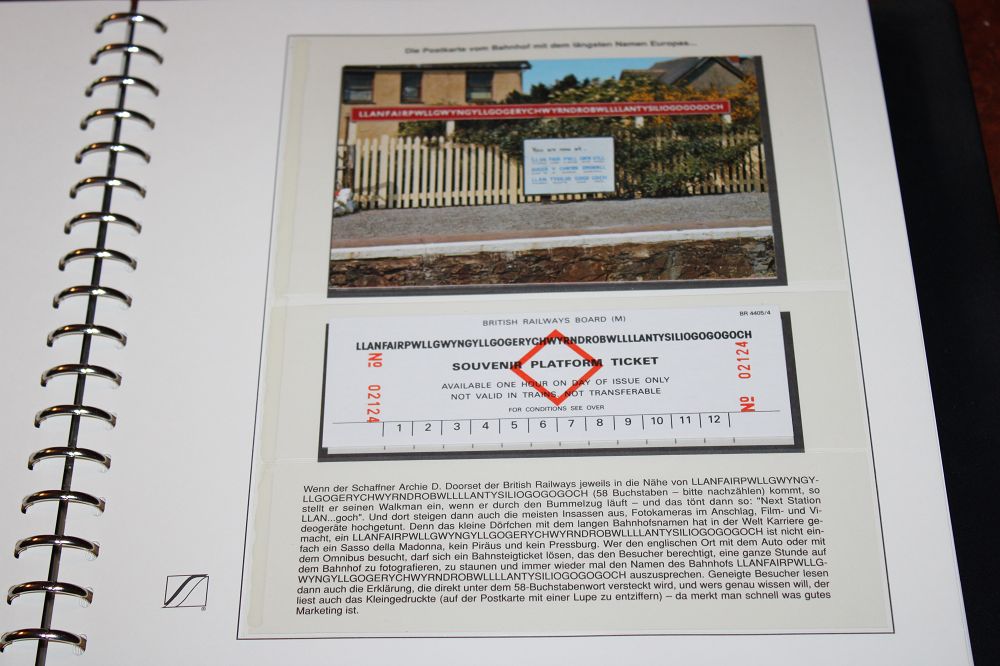 Die Postkarte vom Bahnhof mit dem längsten Namen Europas...
LLANFAIRPWLLGWYNGYLLGOGERYCHWYRNDROBWLLLLANTYSILIOGOGOGOCH
You are now at...
BRITISH RAILWAYS BOARD (M)
BR 4405/4
LLANFAIRPWLLGWYNGYLLGOGERYCHWYRNDROBWLLLLANTYSILIOGOGOGOCH
SOUVENIR PLATFORM TICKET
AVAILABLE ONE HOUR ON DAY OF ISSUE ONLY
NOT VALID IN TRAINS. NOT TRANSFERABLE
FOR CONDITIONS SEE OVER
Nº 02124
Nº 02124
1 2 3 4 5 6 7 8 9 10 11 12
Wenn der Schaffner Archie D. Doorset der British Railways jeweils in die Nähe von LLANFAIRPWLLGWYNGY-
LLGOGERYCHWYRNDROBWLLLLANTYSILIOGOGOGOCH (58 Buchstaben – bitte nachzählen) kommt, so
stellt er seinen Walkman ein, wenn er durch den Bummelzug läuft – und das tönt dann so: "Next Station
LLAN...goch". Und dort steigen dann auch die meisten Insassen aus, Fotokameras im Anschlag, Film- und Vi-
deogeräte hochgetunt. Denn das kleine Dörfchen mit dem langen Bahnhofsnamen hat in der Welt Karriere ge-
macht, ein LLANFAIRPWLLGWYNGYLLGOGERYCHWYRNDROBWLLLLANTYSILIOGOGOGOCH ist nicht ein-
fach ein Sasso della Madonna, kein Piräus und kein Pressburg. Wer den englischen Ort mit dem Auto oder mit
dem Omnibus besucht, darf sich ein Bahnsteigticket lösen, das den Besucher berechtigt, eine ganze Stunde auf
dem Bahnhof zu fotografieren, zu staunen und immer wieder mal den Namen des Bahnhofs LLANFAIRPWLLG-
WYNGYLLGOGERYCHWYRNDROBWLLLLANTYSILIOGOGOGOCH auszusprechen. Geneigte Besucher lesen
dann auch die Erklärung, die direkt unter dem 58-Buchstabenwort versteckt wird, und wers genau wissen will, der
liest auch das Kleingedruckte (auf der Postkarte mit einer Lupe zu entziffern) – da merkt man schnell was gutes
Marketing ist.